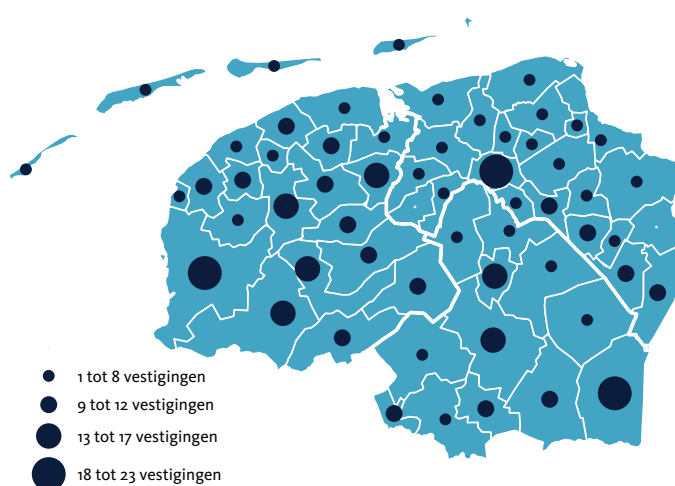 1 tot 8 vestigingen
9 tot 12 vestigingen
13 tot 17 vestigingen
18 tot 23 vestigingen